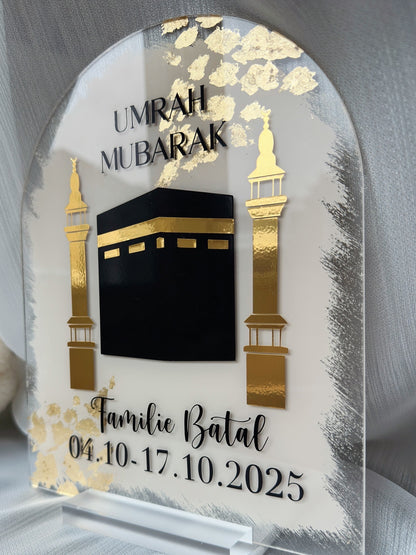 UMRAH
MUBARAK
Familie Batal
04.10-17.10.2025